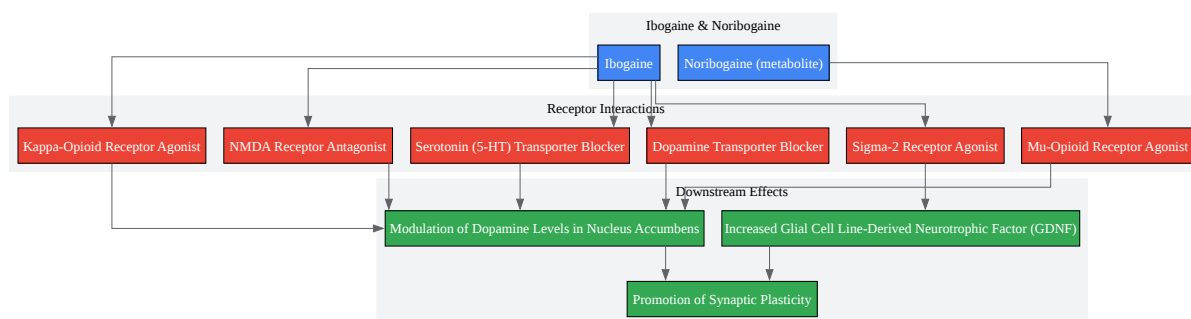 Ibogaine & Noribogaine
Ibogaine
Noribogaine (metabolite)
Receptor Interactions
Kappa-Opioid Receptor Agonist
NMDA Receptor Antagonist
Serotonin (5-HT) Transporter Blocker
Dopamine Transporter Blocker
Sigma-2 Receptor Agonist
Mu-Opioid Receptor Agonist
Downstream Effects
Modulation of Dopamine Levels in Nucleus Accumbens
Increased Glial Cell Line-Derived Neurotrophic Factor (GDNF)
Promotion of Synaptic Plasticity